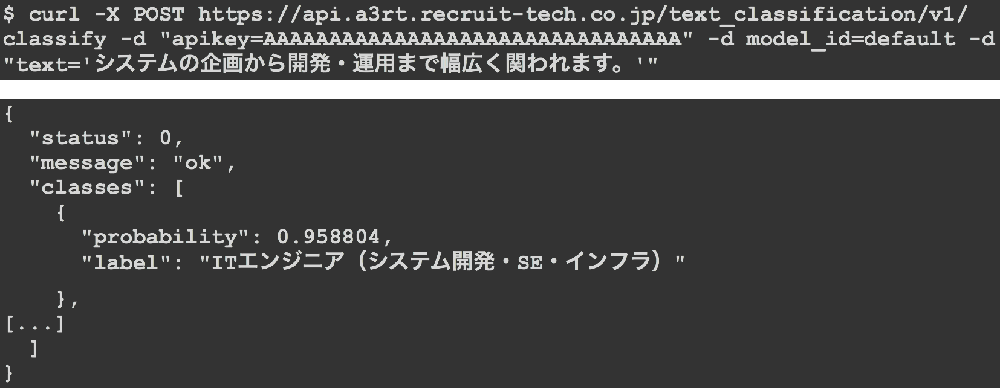 $ curl -X POST https://api.a3rt.recruit-tech.co.jp/text_classification/v1/
classify -d "apikey=AAAAAAAAAAAAAAAAAAAAAAAAAAAAAAAA" -d model_id=default -d
"text='システムの企画から開発・運用まで幅広く関われます。'"
{
  "status": 0,
  "message": "ok",
  "classes": [
    {
      "probability": 0.958804,
      "label": "ITエンジニア（システム開発・SE・インフラ）"
    },
[...]
  ]
}